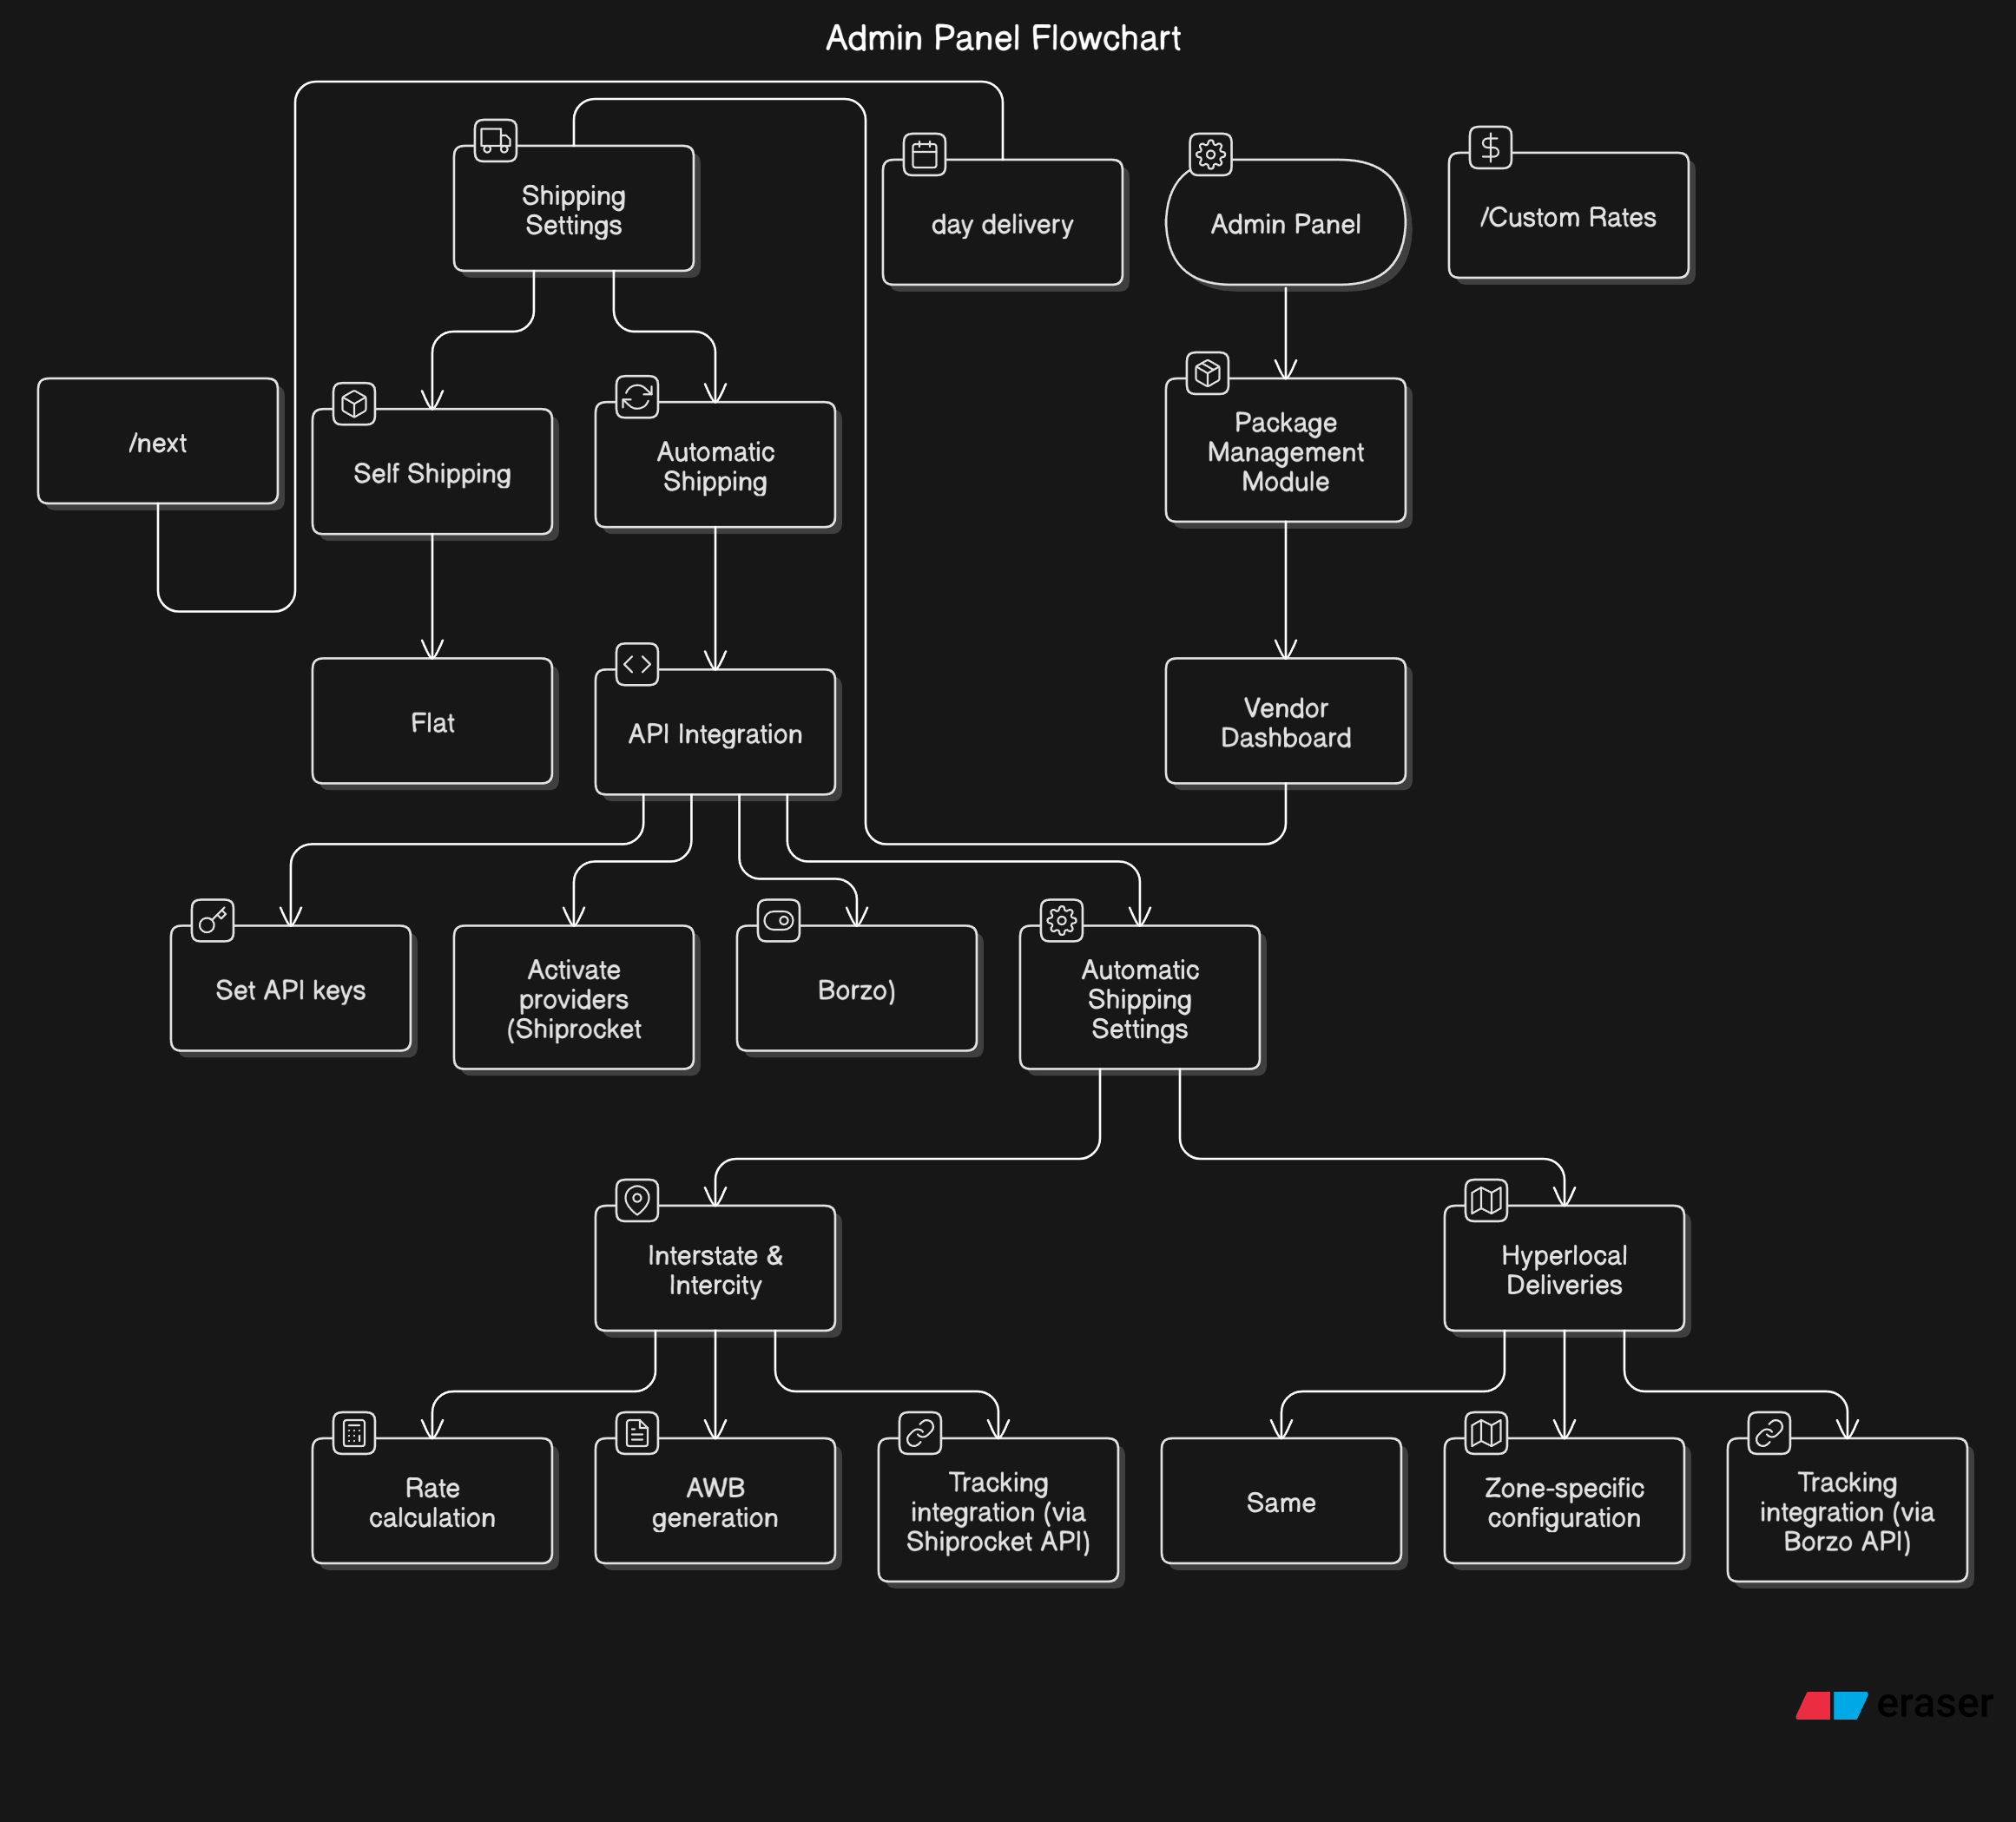 Admin Panel Flowchart
Shipping
Settings
day delivery
Admin Panel
/Custom Rates
/next
Self Shipping
Automatic
Shipping
Package
Management
Module
Flat
API Integration
Vendor
Dashboard
Set API keys
Activate
providers
(Shiprocket
Borzo)
Automatic
Shipping
Settings
Interstate &
Intercity
Hyperlocal
Deliveries
Rate
calculation
AWB
generation
Tracking
integration (via
Shiprocket API)
Same
Zone-specific
configuration
Tracking
integration (via
Borzo API)
eraser